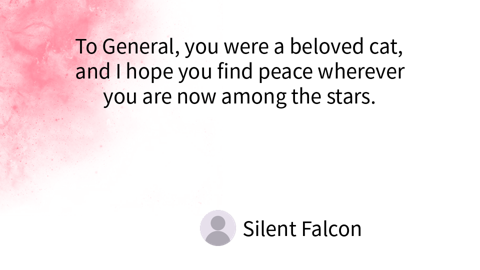 To General, you were a beloved cat,
and I hope you find peace wherever
you are now among the stars.
Silent Falcon